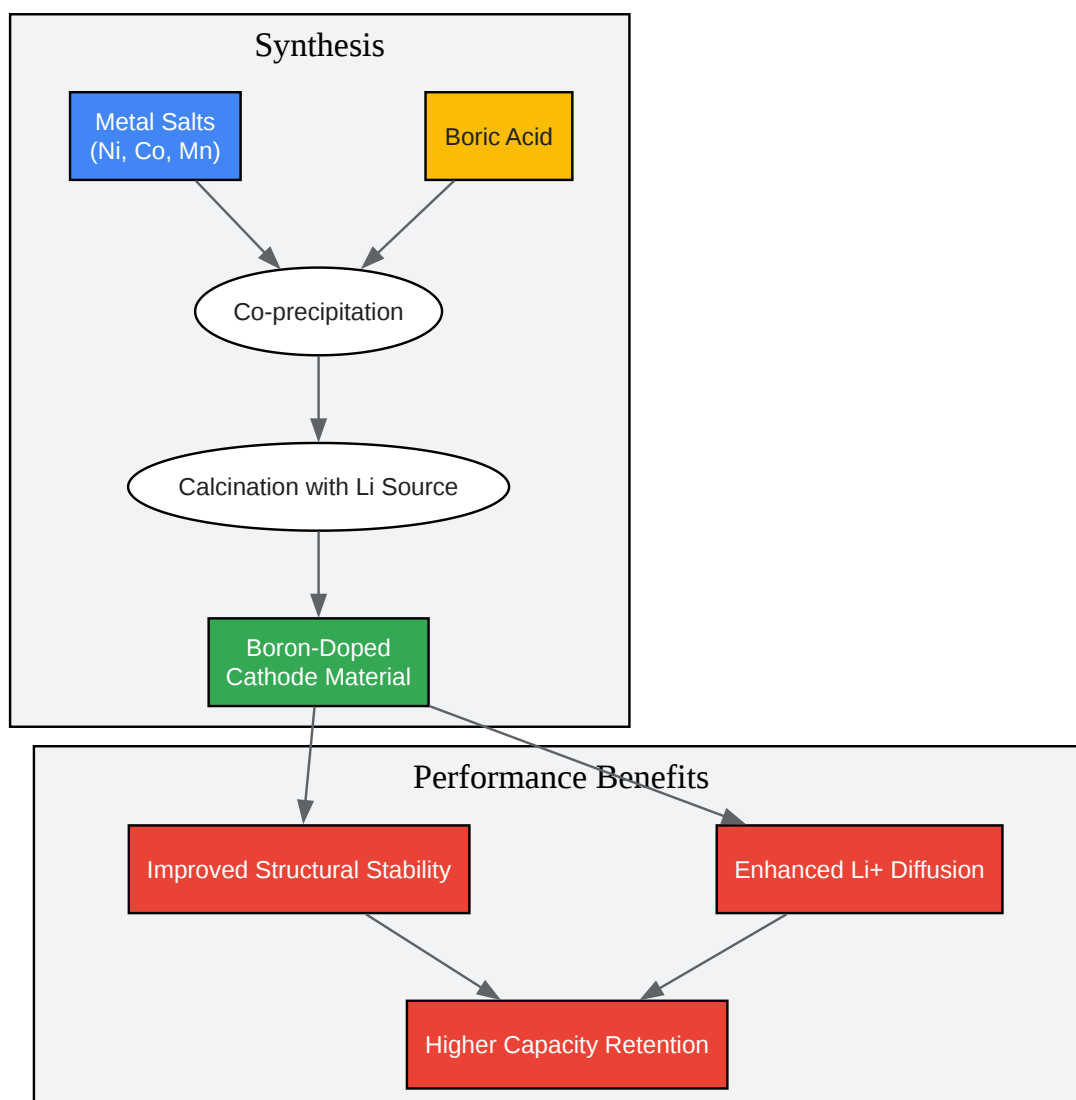 Synthesis
Metal Salts
(Ni, Co, Mn)
Boric Acid
Co-precipitation
Calcination with Li Source
Boron-Doped
Cathode Material
Performance Benefits
Improved Structural Stability
Enhanced Li+ Diffusion
Higher Capacity Retention